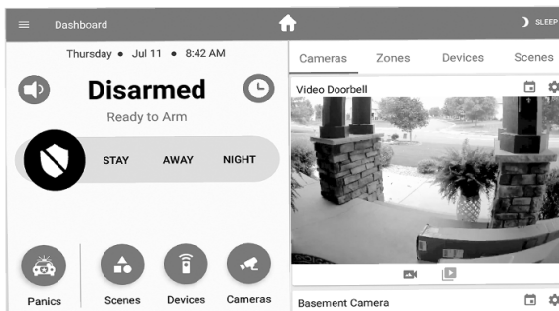 Dashboard
SLEEP
Thursday ● Jul 11 ● 8:42 AM
Disarmed
Ready to Arm
STAY AWAY NIGHT
Panics
Scenes
Devices
Cameras
Cameras Zones Devices Scenes
Video Doorbell
Basement Camera